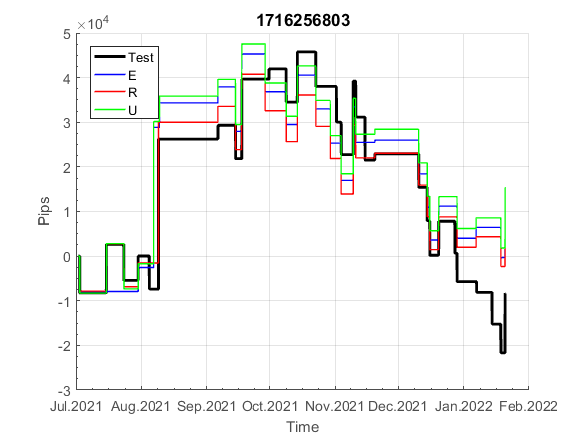 1716256803
×10⁴
5
4
3
2
1
0
-1
-2
-3
Pips
Test
E
R
U
Jul.2021 Aug.2021 Sep.2021 Oct.2021 Nov.2021 Dec.2021 Jan.2022 Feb.2022
Time